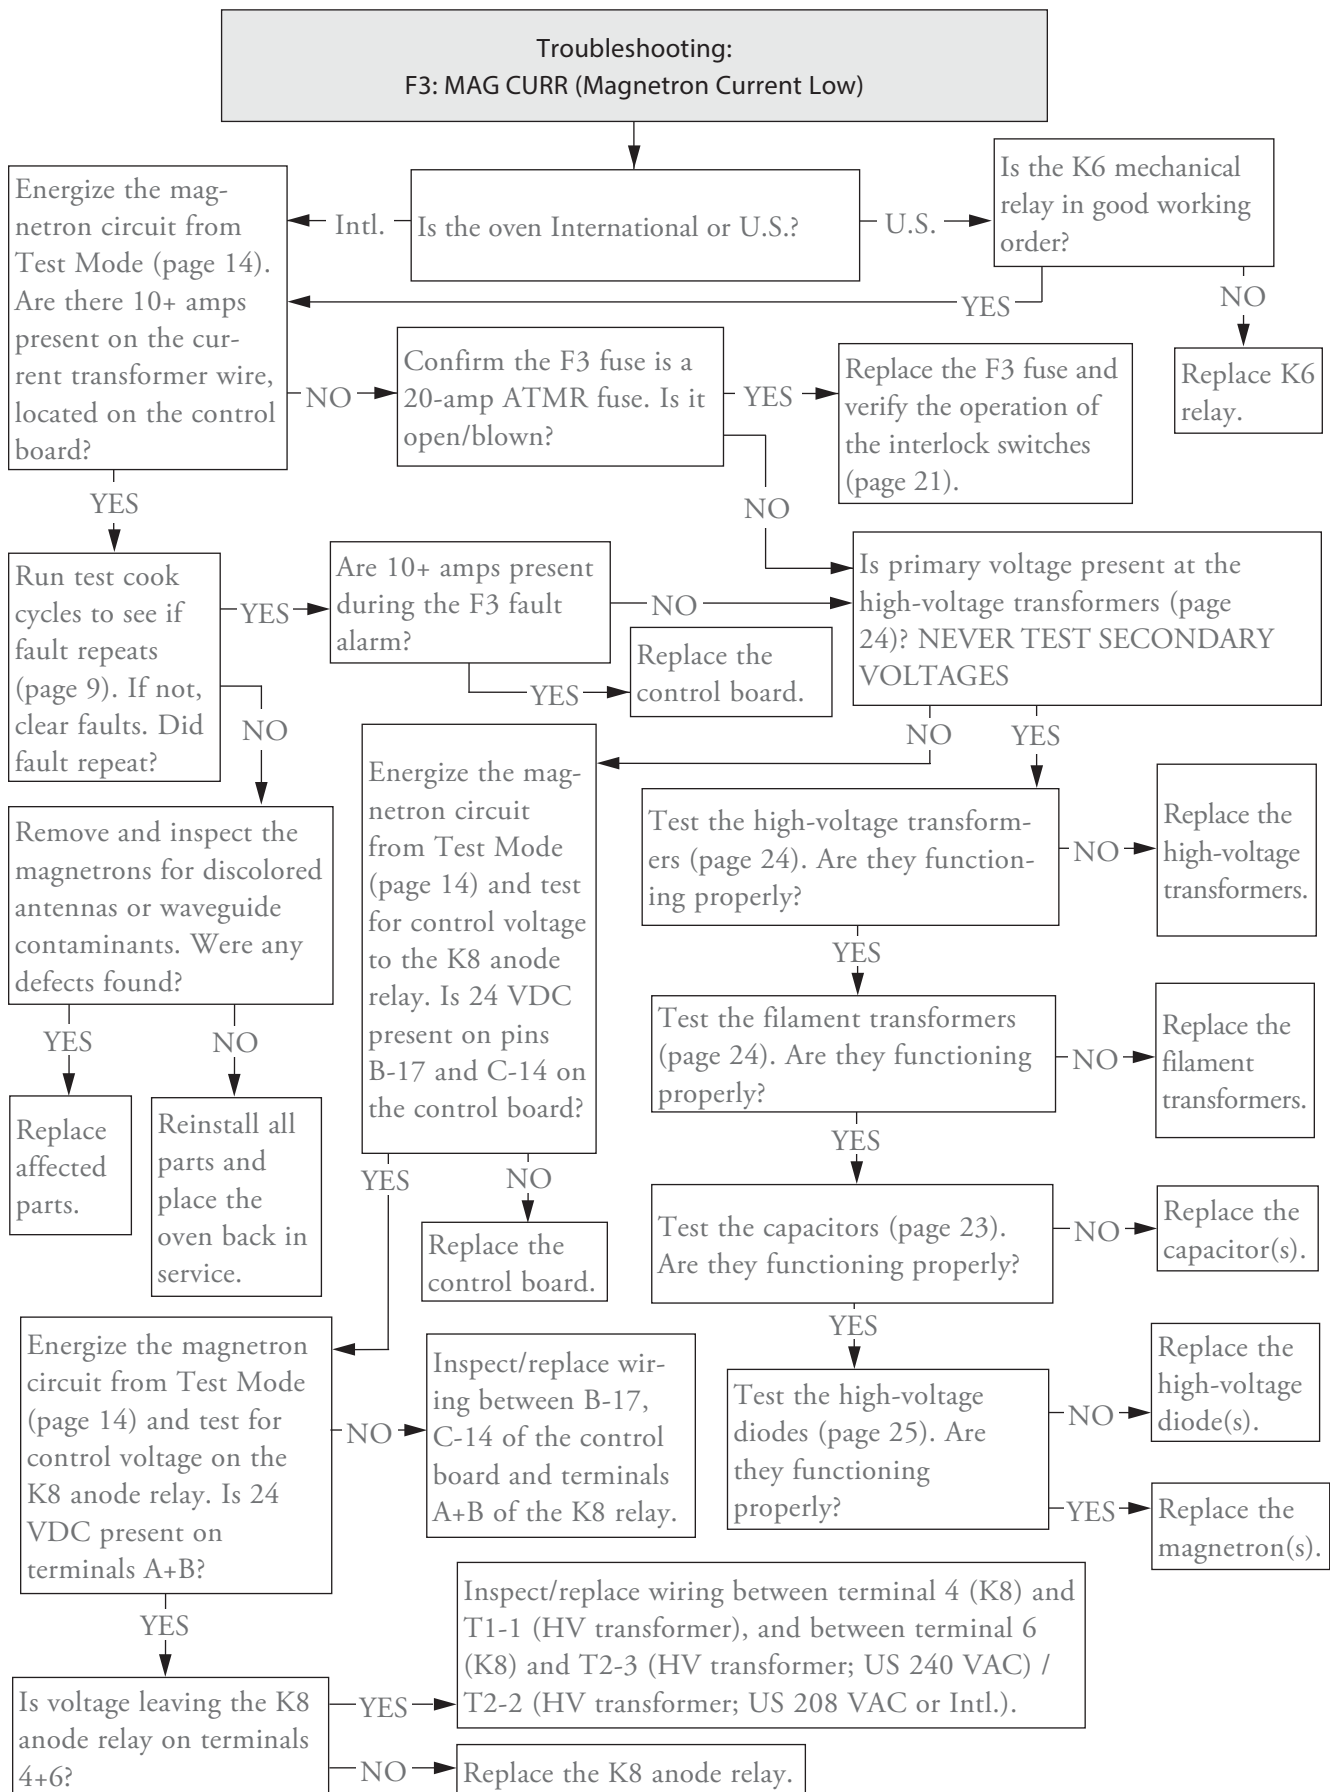 Troubleshooting:
F3: MAG CURR (Magnetron Current Low)
Is the oven International or U.S.?
Intl.
U.S.
Is the K6 mechanical
relay in good working
order?
YES
NO
Replace K6
relay.
Energize the mag-
netron circuit from
Test Mode (page 14).
Are there 10+ amps
present on the cur-
rent transformer wire,
located on the control
board?
NO
YES
Confirm the F3 fuse is a
20-amp ATMR fuse. Is it
open/blown?
YES
NO
Replace the F3 fuse and
verify the operation of
the interlock switches
(page 21).
Run test cook
cycles to see if
fault repeats
(page 9). If not,
clear faults. Did
fault repeat?
YES
NO
Are 10+ amps present
during the F3 fault
alarm?
NO
YES
Replace the
control board.
Is primary voltage present at the
high-voltage transformers (page
24)? NEVER TEST SECONDARY
VOLTAGES
NO
YES
Remove and inspect the
magnetrons for discolored
antennas or waveguide
contaminants. Were any
defects found?
YES
NO
Replace
affected
parts.
Reinstall all
parts and
place the
oven back in
service.
Energize the mag-
netron circuit
from Test Mode
(page 14) and test
for control voltage
to the K8 anode
relay. Is 24 VDC
present on pins
B-17 and C-14 on
the control board?
YES
NO
Replace the
control board.
Test the high-voltage transform-
ers (page 24). Are they function-
ing properly?
NO
Replace the
high-voltage
transformers.
YES
Test the filament transformers
(page 24). Are they functioning
properly?
NO
Replace the
filament
transformers.
YES
Test the capacitors (page 23).
Are they functioning properly?
NO
Replace the
capacitor(s).
YES
Test the high-voltage
diodes (page 25). Are
they functioning
properly?
NO
Replace the
high-voltage
diode(s).
YES
Replace the
magnetron(s).
Energize the magnetron
circuit from Test Mode
(page 14) and test for
control voltage on the
K8 anode relay. Is 24
VDC present on
terminals A+B?
NO
Inspect/replace wir-
ing between B-17,
C-14 of the control
board and terminals
A+B of the K8 relay.
YES
Is voltage leaving the K8
anode relay on terminals
4+6?
YES
Inspect/replace wiring between terminal 4 (K8) and
T1-1 (HV transformer), and between terminal 6
(K8) and T2-3 (HV transformer; US 240 VAC) /
T2-2 (HV transformer; US 208 VAC or Intl.).
NO
Replace the K8 anode relay.